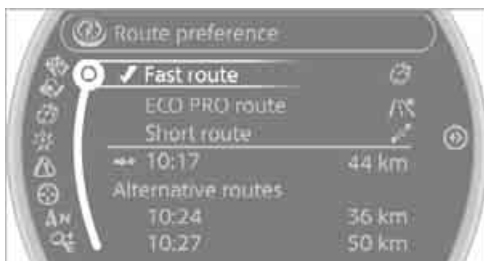 Route preference
Fast route
ECO PRO route
Short route
10:17 44 km
Alternative routes
10:24 36 km
10:27 50 km
N